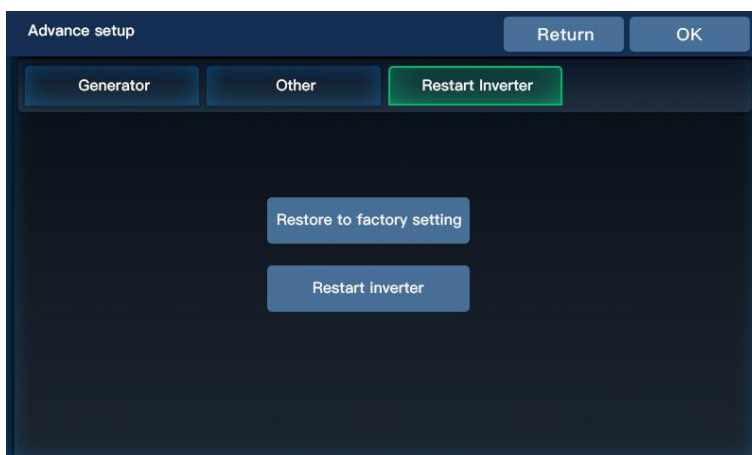 Advance setup
Return
OK
Generator
Other
Restart Inverter
Restore to factory setting
Restart inverter